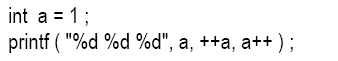 int  a = 1 ;
printf ( "%d %d %d", a, ++a, a++ ) ;